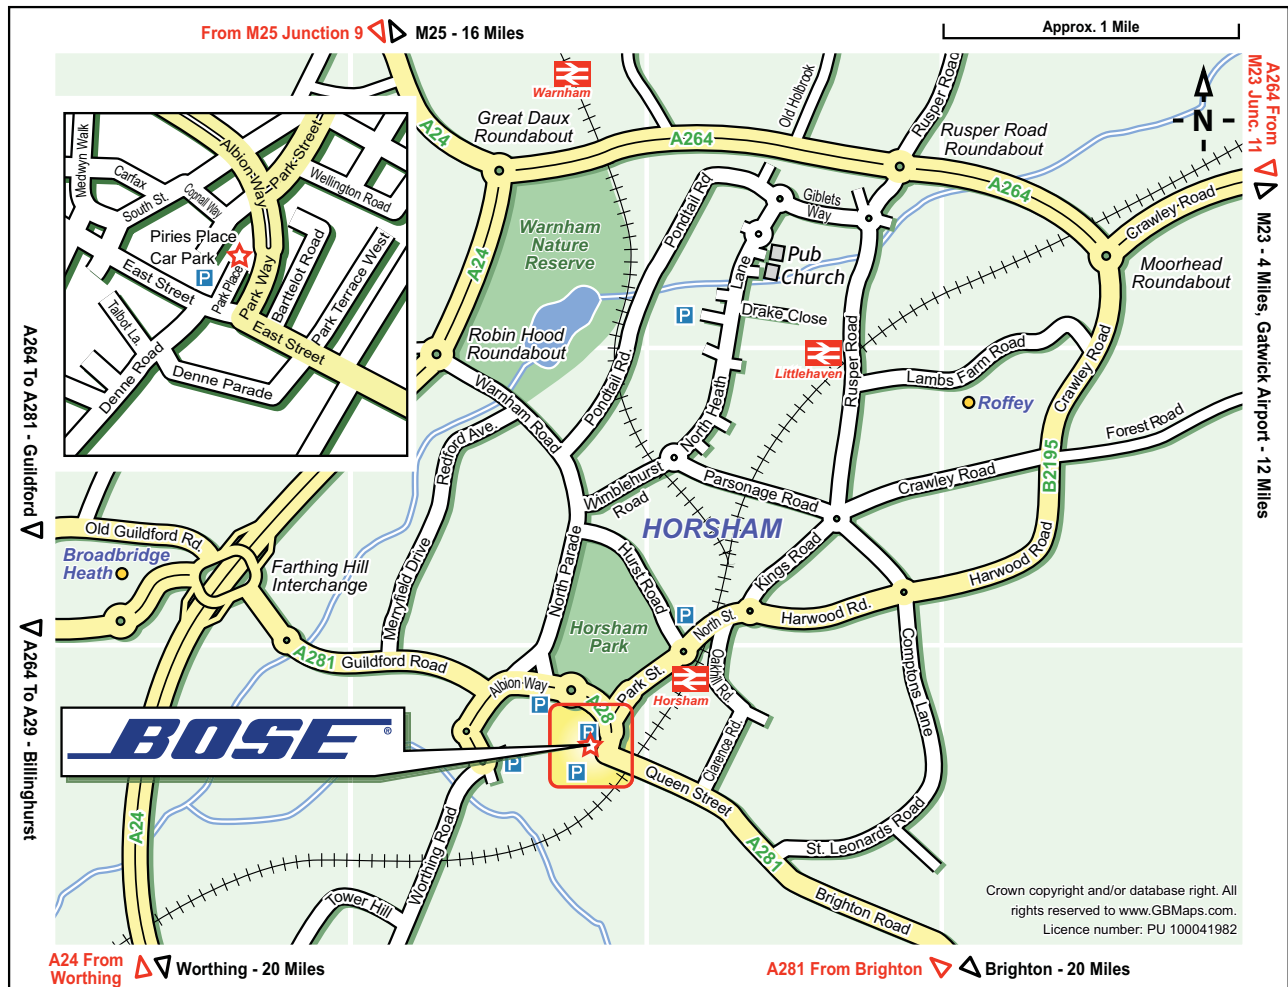 From M25 Junction 9
M25 - 16 Miles
Approx. 1 Mile
A264 From
M23 Junc. 11
M23 - 4 Miles, Gatwick Airport - 12 Miles
N
Warnham
Great Daux
Roundabout
A24
A264
Old Holbrook
Rusper Road
Rusper Road
Roundabout
A264
Crawley Road
Moorhead
Roundabout
Medwyn Walk
Carfax
South St.
Copnall Way
Albion Way
Park Street
Wellington Road
Piries Place
Car Park
P
Park Place
Park Way
East Street
Bartlelot Road
Park Terrace West
East Street
Talbot La.
Denne Road
Denne Parade
Warnham
Nature
Reserve
A24
Pondtail Rd
Giblets
Way
Pub
Church
Lane
Drake Close
P
Robin Hood
Roundabout
Littlehaven
Rusper Road
Lambs Farm Road
Crawley Road
Roffey
Forest Road
Warnham Road
Pondtail Rd.
North Heath
Redford Ave.
Wimblehurst
Road
Parsonage Road
Crawley Road
B2195
A264 To A281 - Guildford
Old Guildford Rd.
Broadbridge
Heath
Farthing Hill
Interchange
HORSHAM
Merryfield Drive
North Parade
Hurst Road
Kings Road
Harwood Road
Horsham
Park
P
North St.
Harwood Rd.
A281
Guildford Road
Albion Way
Park St.
Oakhill Rd.
Comptons Lane
Horsham
A264 To A29 - Billinghurst
BOSE®
P
A28
P
P
P
Clarence Rd.
Queen Street
A24
Worthing Road
A281
St. Leonards Road
Tower Hill
Brighton Road
Crown copyright and/or database right. All
rights reserved to www.GBMaps.com.
Licence number: PU 100041982
A24 From
Worthing
Worthing - 20 Miles
A281 From Brighton
Brighton - 20 Miles